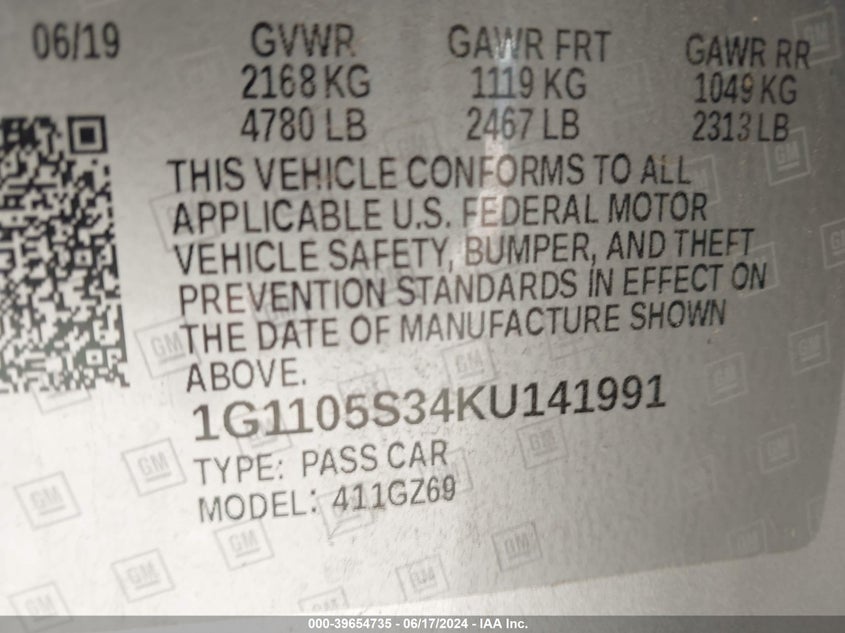 06/19 GVWR GAWR FRT GAWR RR
2168 KG 1119 KG 1049 KG
4780 LB 2467 LB 2313 LB
THIS VEHICLE CONFORMS TO ALL
APPLICABLE U.S. FEDERAL MOTOR
VEHICLE SAFETY, BUMPER, AND THEFT
PREVENTION STANDARDS IN EFFECT ON
THE DATE OF MANUFACTURE SHOWN
ABOVE.
1G1105S34KU141991
TYPE: PASS CAR
MODEL: 411GZ69
GM
000-39654735 - 06/17/2024 - IAA Inc.